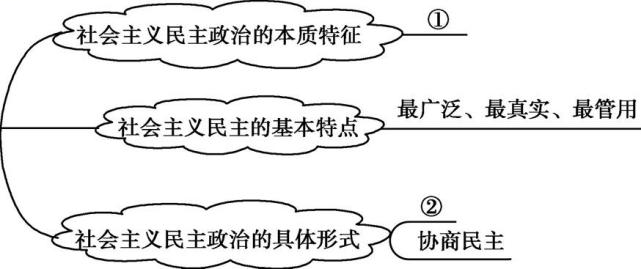 社会主义民主政治的本质特征
①
社会主义民主的基本特点
最广泛、最真实、最管用
社会主义民主政治的具体形式
②
协商民主